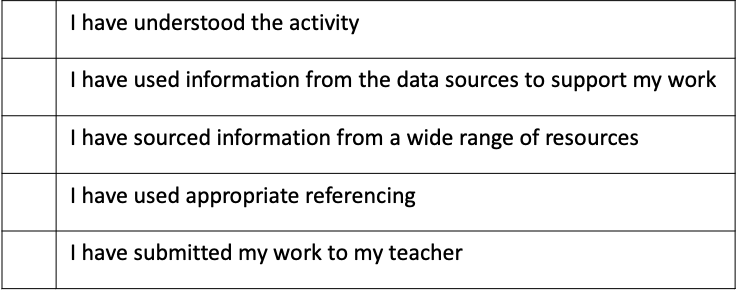 I have understood the activity
I have used information from the data sources to support my work
I have sourced information from a wide range of resources
I have used appropriate referencing
I have submitted my work to my teacher